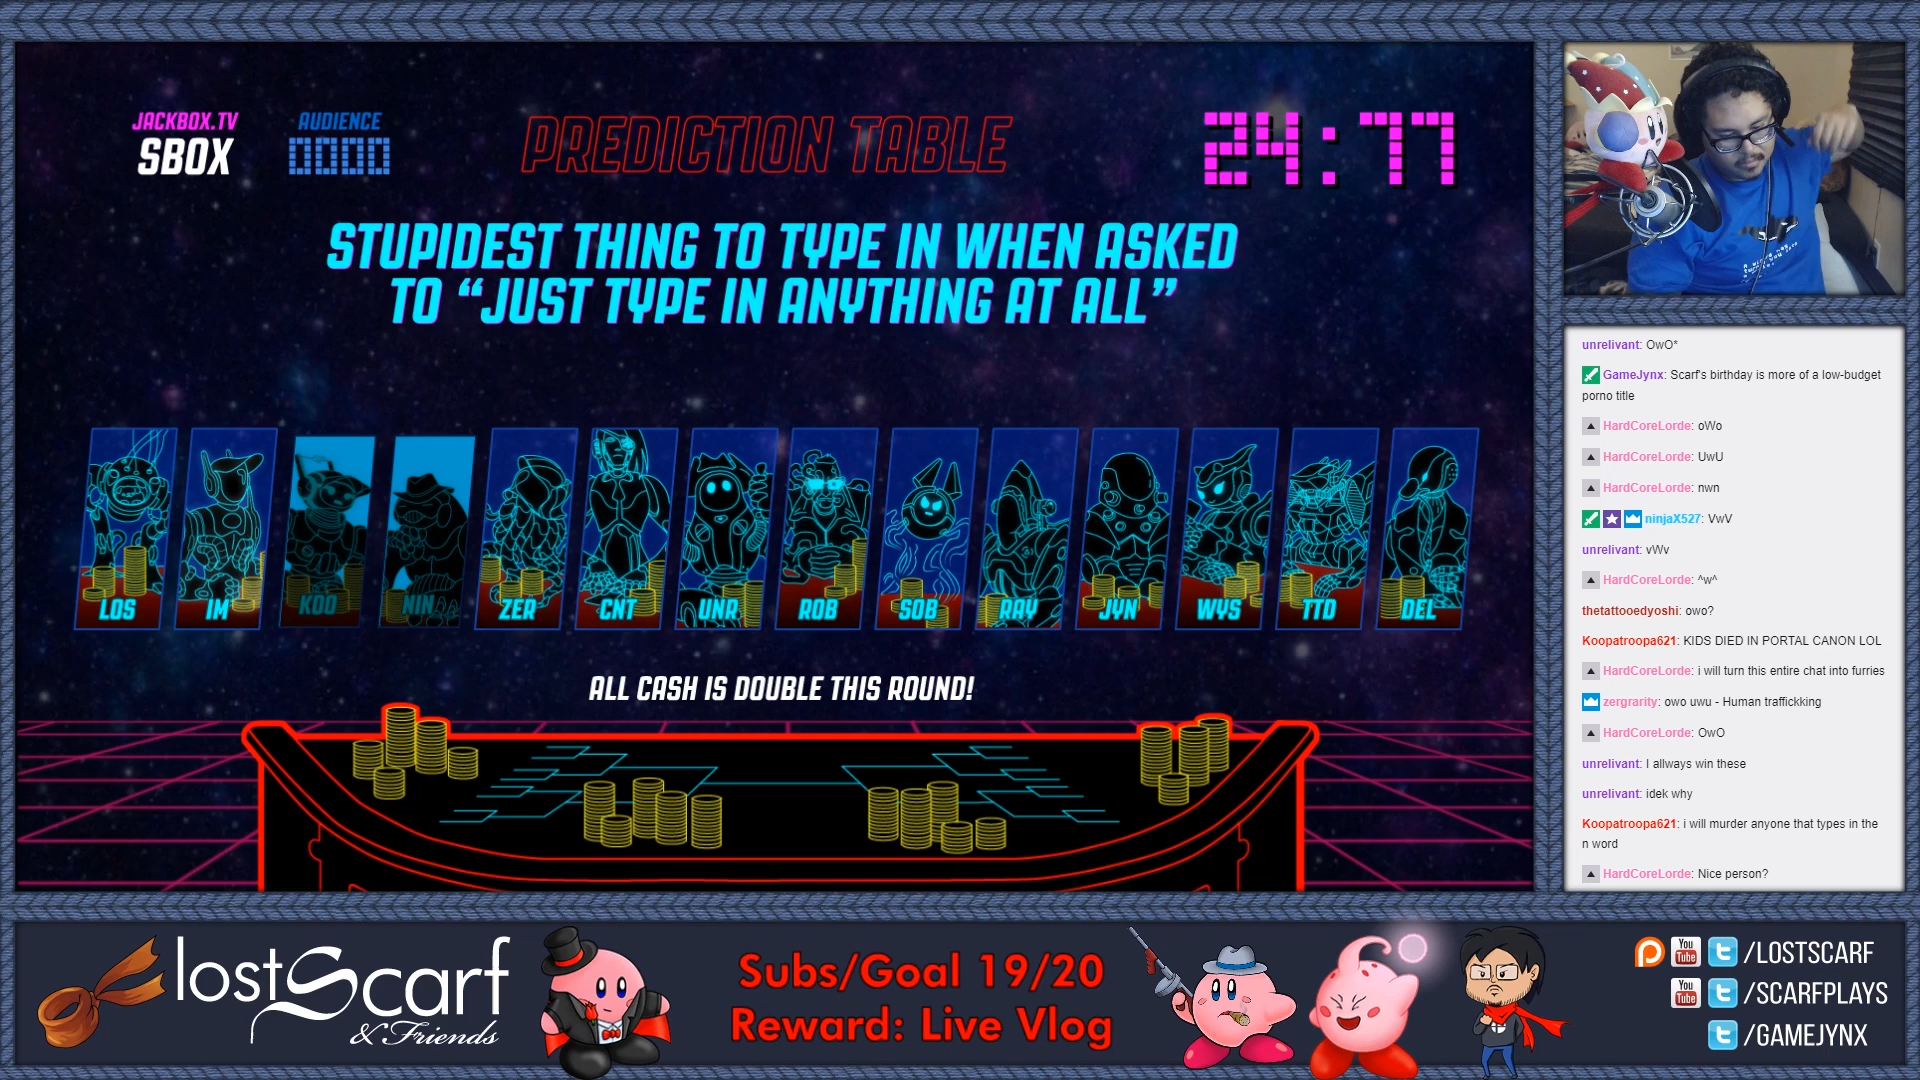 JACKBOX.TV
SBOX
AUDIENCE
0000
PREDICTION TABLE
24:77
STUPIDEST THING TO TYPE IN WHEN ASKED
TO “JUST TYPE IN ANYTHING AT ALL”
LOS IM KOO NIN ZER CNT UNR ROB SOB RAY JYN WYS TTD DEL
ALL CASH IS DOUBLE THIS ROUND!
unrelivant: OwO*
GameJynx: Scarf's birthday is more of a low-budget
porno title
HardCoreLorde: oWo
HardCoreLorde: UwU
HardCoreLorde: nwn
ninjaX527: VwV
unrelivant: vWv
HardCoreLorde: ^w^
thetattooedyoshi: owo?
Koopatroopa621: KIDS DIED IN PORTAL CANON LOL
HardCoreLorde: i will turn this entire chat into furries
zergrarity: owo uwu - Human traffickking
HardCoreLorde: OwO
unrelivant: I allways win these
unrelivant: idek why
Koopatroopa621: i will murder anyone that types in the
n word
HardCoreLorde: Nice person?
lostScarf
& Friends
Subs/Goal 19/20
Reward: Live Vlog
You Tube /LOSTSCARF
You Tube /SCARFPLAYS
/GAMEJYNX